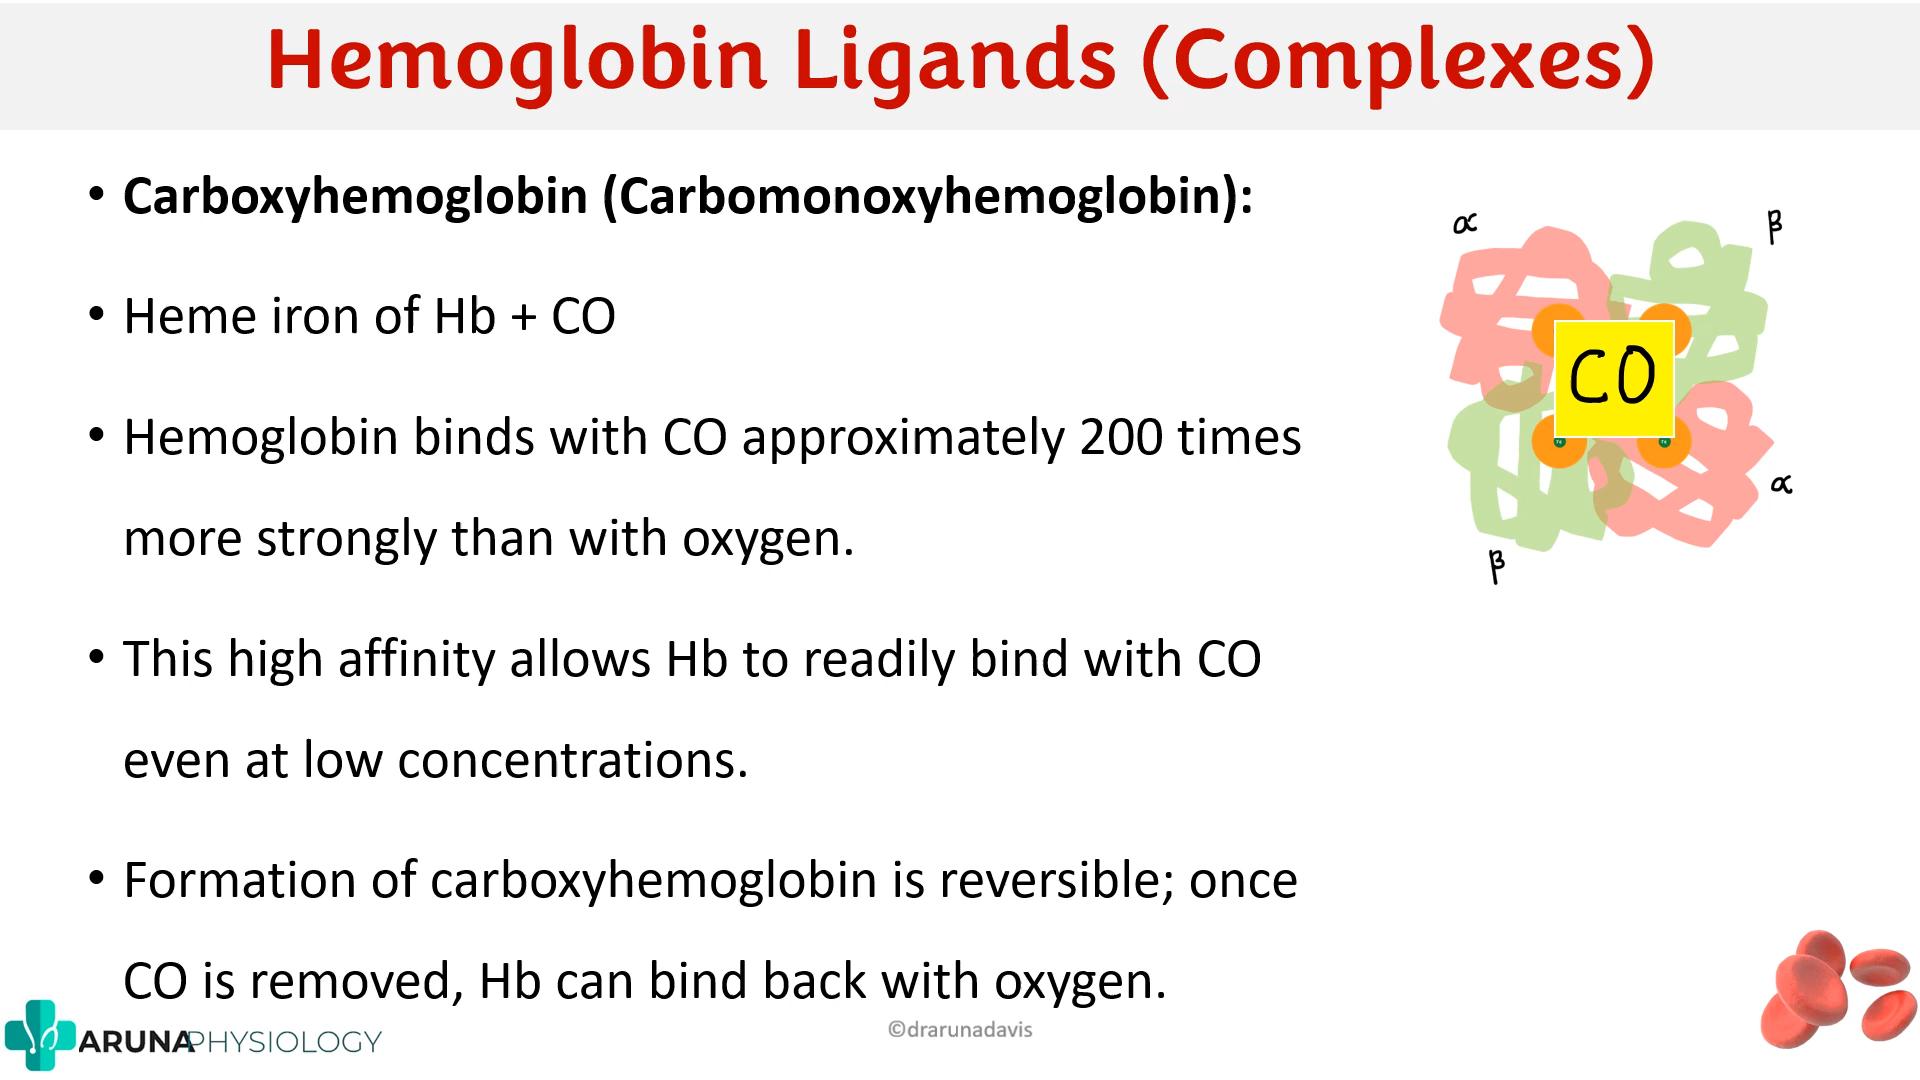 Hemoglobin Ligands (Complexes)
• Carboxyhemoglobin (Carbomonoxyhemoglobin):
• Heme iron of Hb + CO
• Hemoglobin binds with CO approximately 200 times
more strongly than with oxygen.
• This high affinity allows Hb to readily bind with CO
even at low concentrations.
• Formation of carboxyhemoglobin is reversible; once
CO is removed, Hb can bind back with oxygen.
α
β
CO
α
β
ARUNAPHYSIOLOGY
©drarunadavis